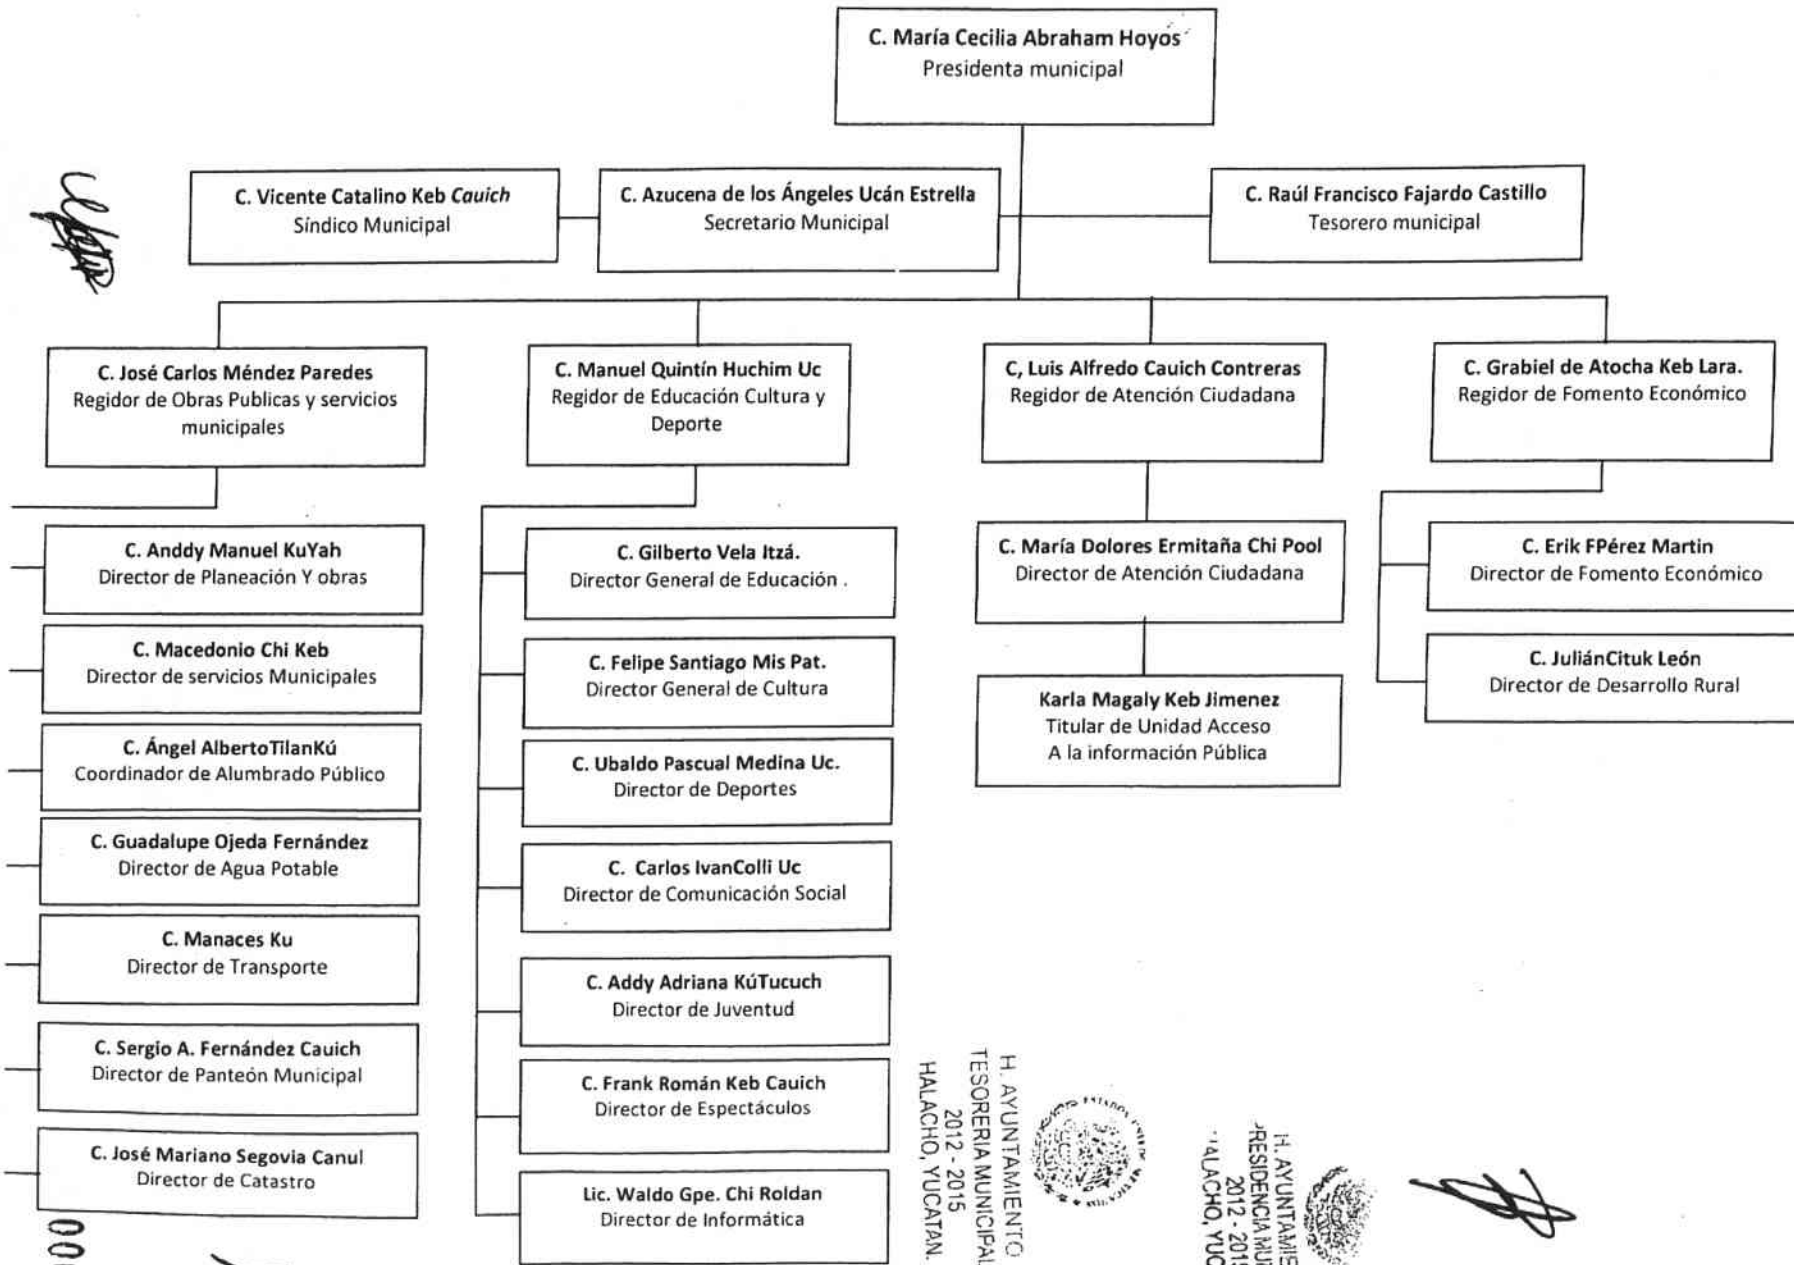 C. María Cecilia Abraham Hoyos
Presidenta municipal
C. Vicente Catalino Keb Cauich
Síndico Municipal
C. Azucena de los Ángeles Ucán Estrella
Secretario Municipal
C. Raúl Francisco Fajardo Castillo
Tesorero municipal
C. José Carlos Méndez Paredes
Regidor de Obras Publicas y servicios
municipales
C. Manuel Quintín Huchim Uc
Regidor de Educación Cultura y
Deporte
C, Luis Alfredo Cauich Contreras
Regidor de Atención Ciudadana
C. Grabiel de Atocha Keb Lara.
Regidor de Fomento Económico
C. Anddy Manuel KuYah
Director de Planeación Y obras
C. Macedonio Chi Keb
Director de servicios Municipales
C. Ángel AlbertoTilanKú
Coordinador de Alumbrado Público
C. Guadalupe Ojeda Fernández
Director de Agua Potable
C. Manaces Ku
Director de Transporte
C. Sergio A. Fernández Cauich
Director de Panteón Municipal
C. José Mariano Segovia Canul
Director de Catastro
C. Gilberto Vela Itzá.
Director General de Educación .
C. Felipe Santiago Mis Pat.
Director General de Cultura
C. Ubaldo Pascual Medina Uc.
Director de Deportes
C. Carlos IvanColli Uc
Director de Comunicación Social
C. Addy Adriana KúTucuch
Director de Juventud
C. Frank Román Keb Cauich
Director de Espectáculos
Lic. Waldo Gpe. Chi Roldan
Director de Informática
C. María Dolores Ermitaña Chi Pool
Director de Atención Ciudadana
Karla Magaly Keb Jimenez
Titular de Unidad Acceso
A la información Pública
C. Erik FPérez Martin
Director de Fomento Económico
C. JuliánCituk León
Director de Desarrollo Rural
H. AYUNTAMIENTO
TESORERIA MUNICIPAL
2012 - 2015
HALACHO, YUCATAN.
H. AYUNTAMIE
RESIDENCIA MU
2012 - 201
ALACHO, YUC
00